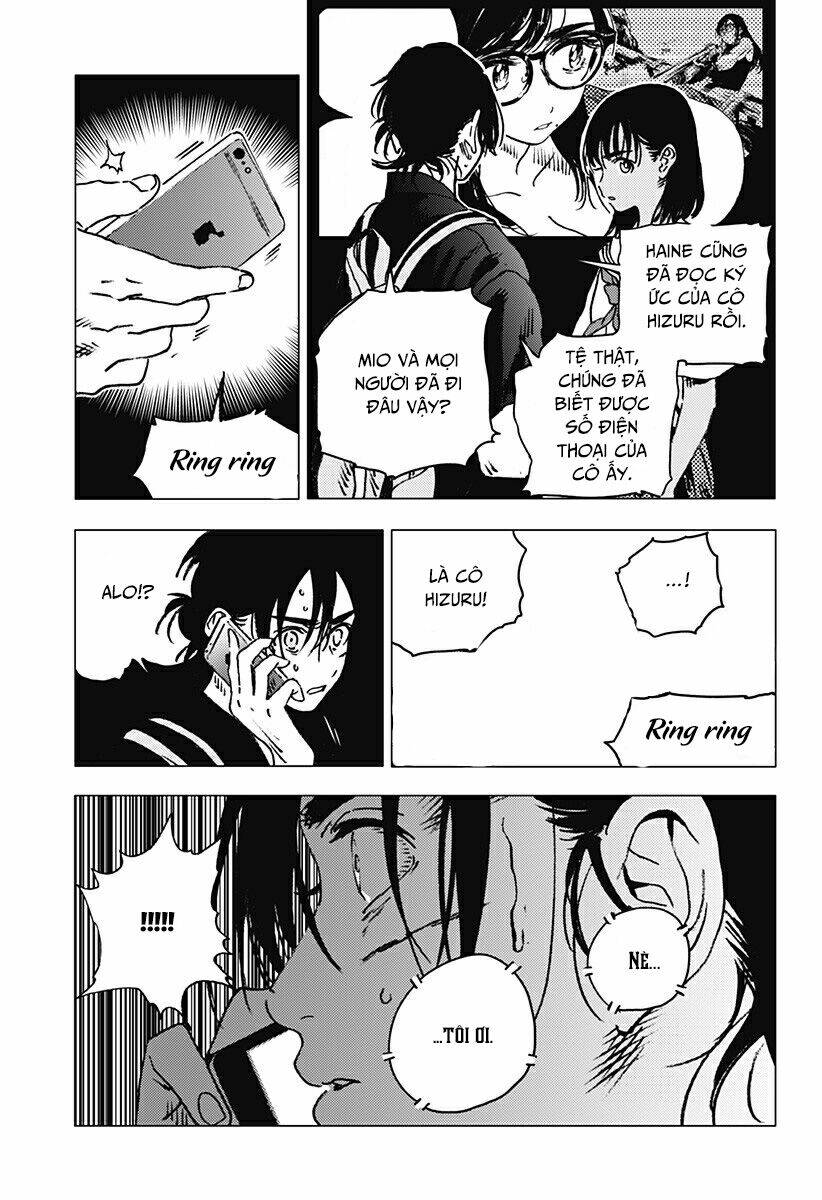 HAINE CŨNG
ĐÃ ĐỌC KÝ
ỨC CỦA CÔ
HIZURU RỒI.
TỆ THẬT,
CHÚNG ĐÃ
BIẾT ĐƯỢC
SỐ ĐIỆN
THOẠI CỦA
CÔ ẤY.
MIO VÀ MỌI
NGƯỜI ĐÃ ĐI
ĐÂU VẬY?
Ring ring
...!
LÀ CÔ
HIZURU!
Ring ring
ALO!?
NÈ...
...TÔI ƠI.
!!!!!